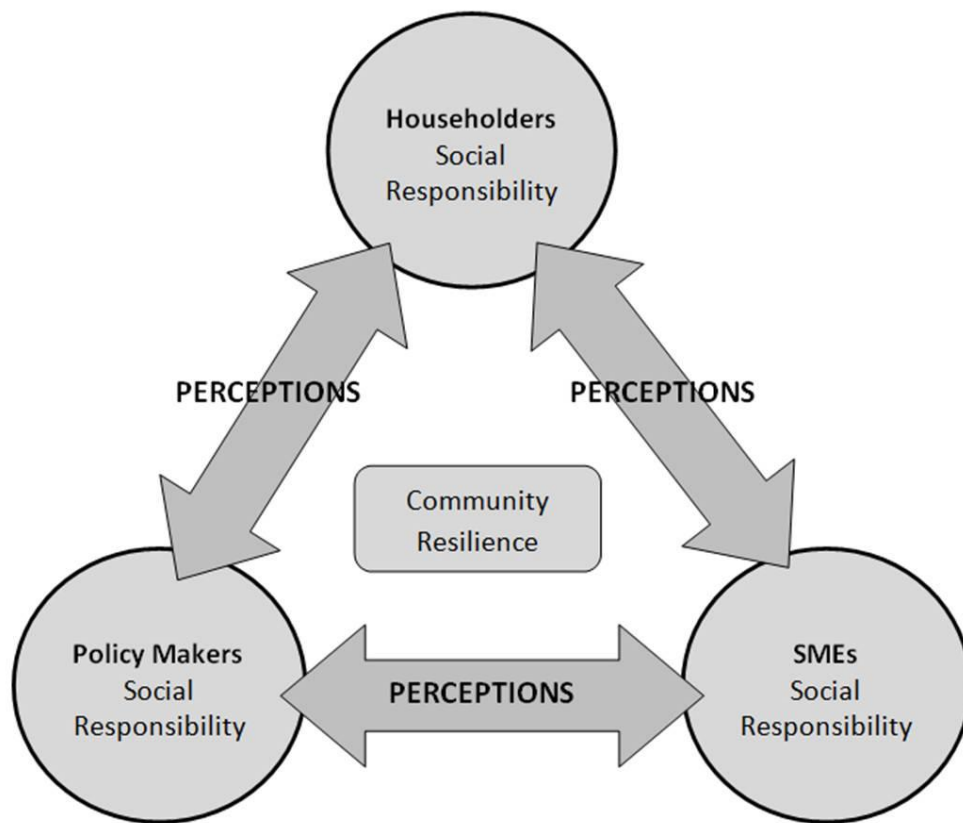 Householders
Social
Responsibility
PERCEPTIONS
PERCEPTIONS
Community
Resilience
Policy Makers
Social
Responsibility
PERCEPTIONS
SMEs
Social
Responsibility